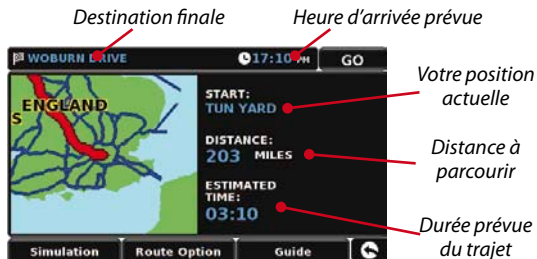 Destination finale
Heure d'arrivée prévue
WOBURN DRIVE
17:10 PM
GO
Votre position
actuelle
ENGLAND
S
START:
TUN YARD
DISTANCE:
203 MILES
Distance à
parcourir
ESTIMATED
TIME:
03:10
Durée prévue
du trajet
Simulation
Route Option
Guide